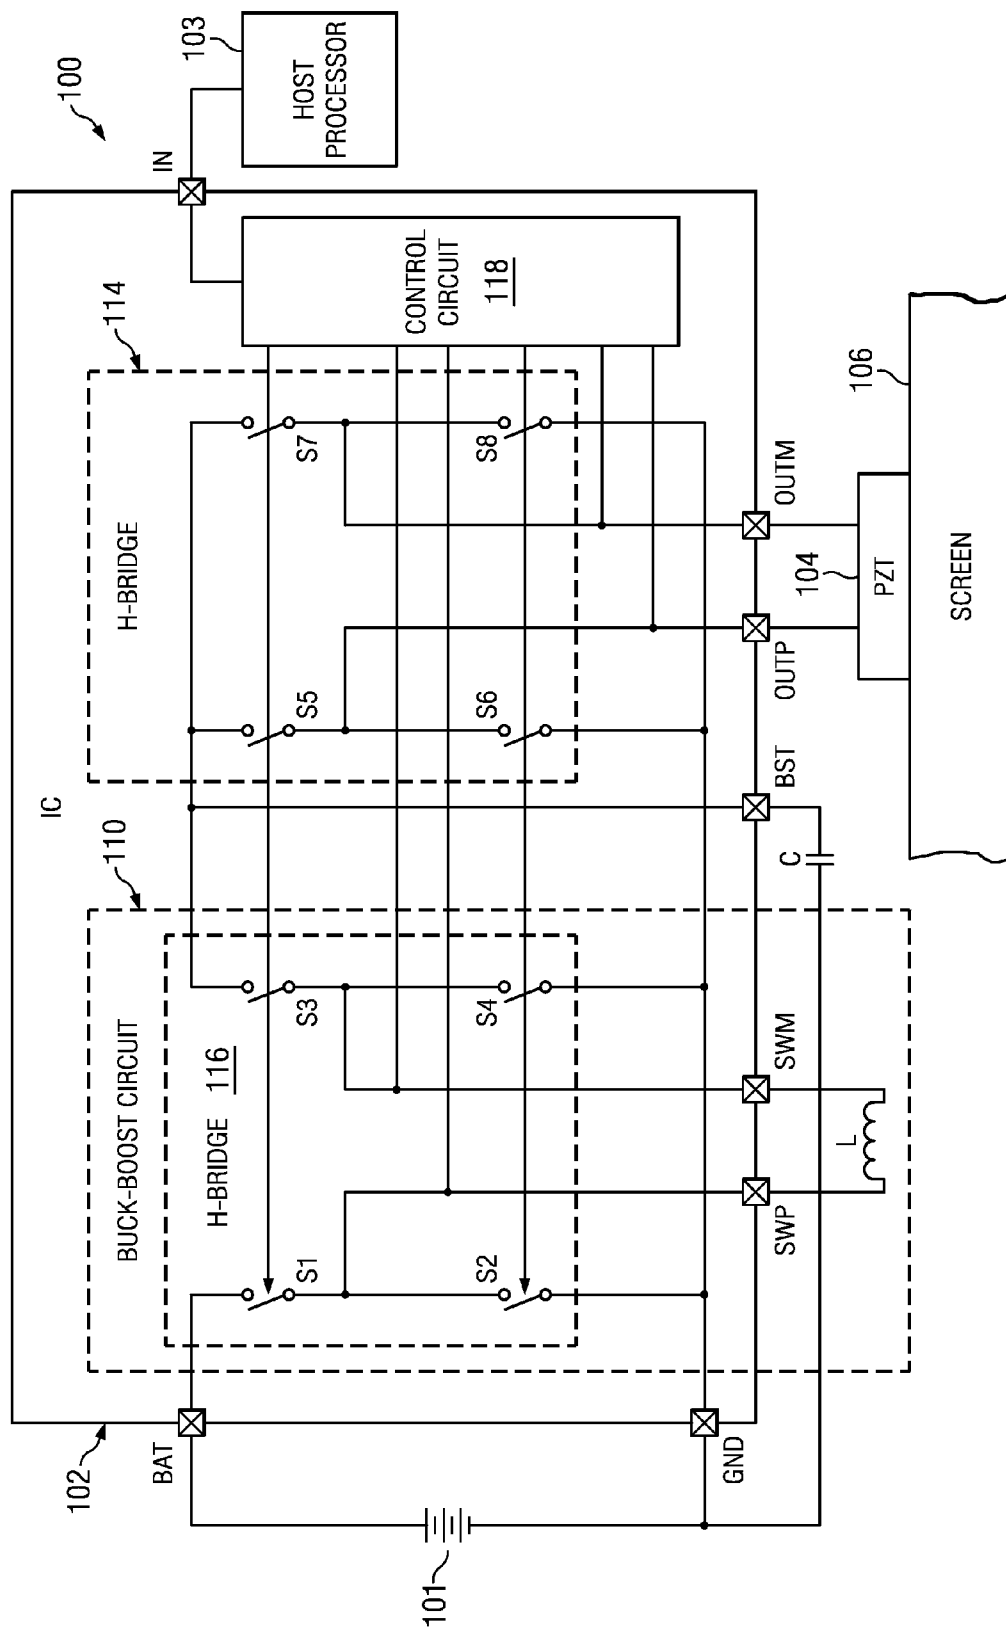 100
103
HOST
PROCESSOR
IN
IC
102
BAT
110
BUCK-BOOST CIRCUIT
H-BRIDGE
116
S1
S2
S3
S4
114
H-BRIDGE
S5
S6
S7
S8
CONTROL
CIRCUIT
118
101
GND
SWP
SWM
L
C
BST
OUTP
OUTM
104
PZT
106
SCREEN